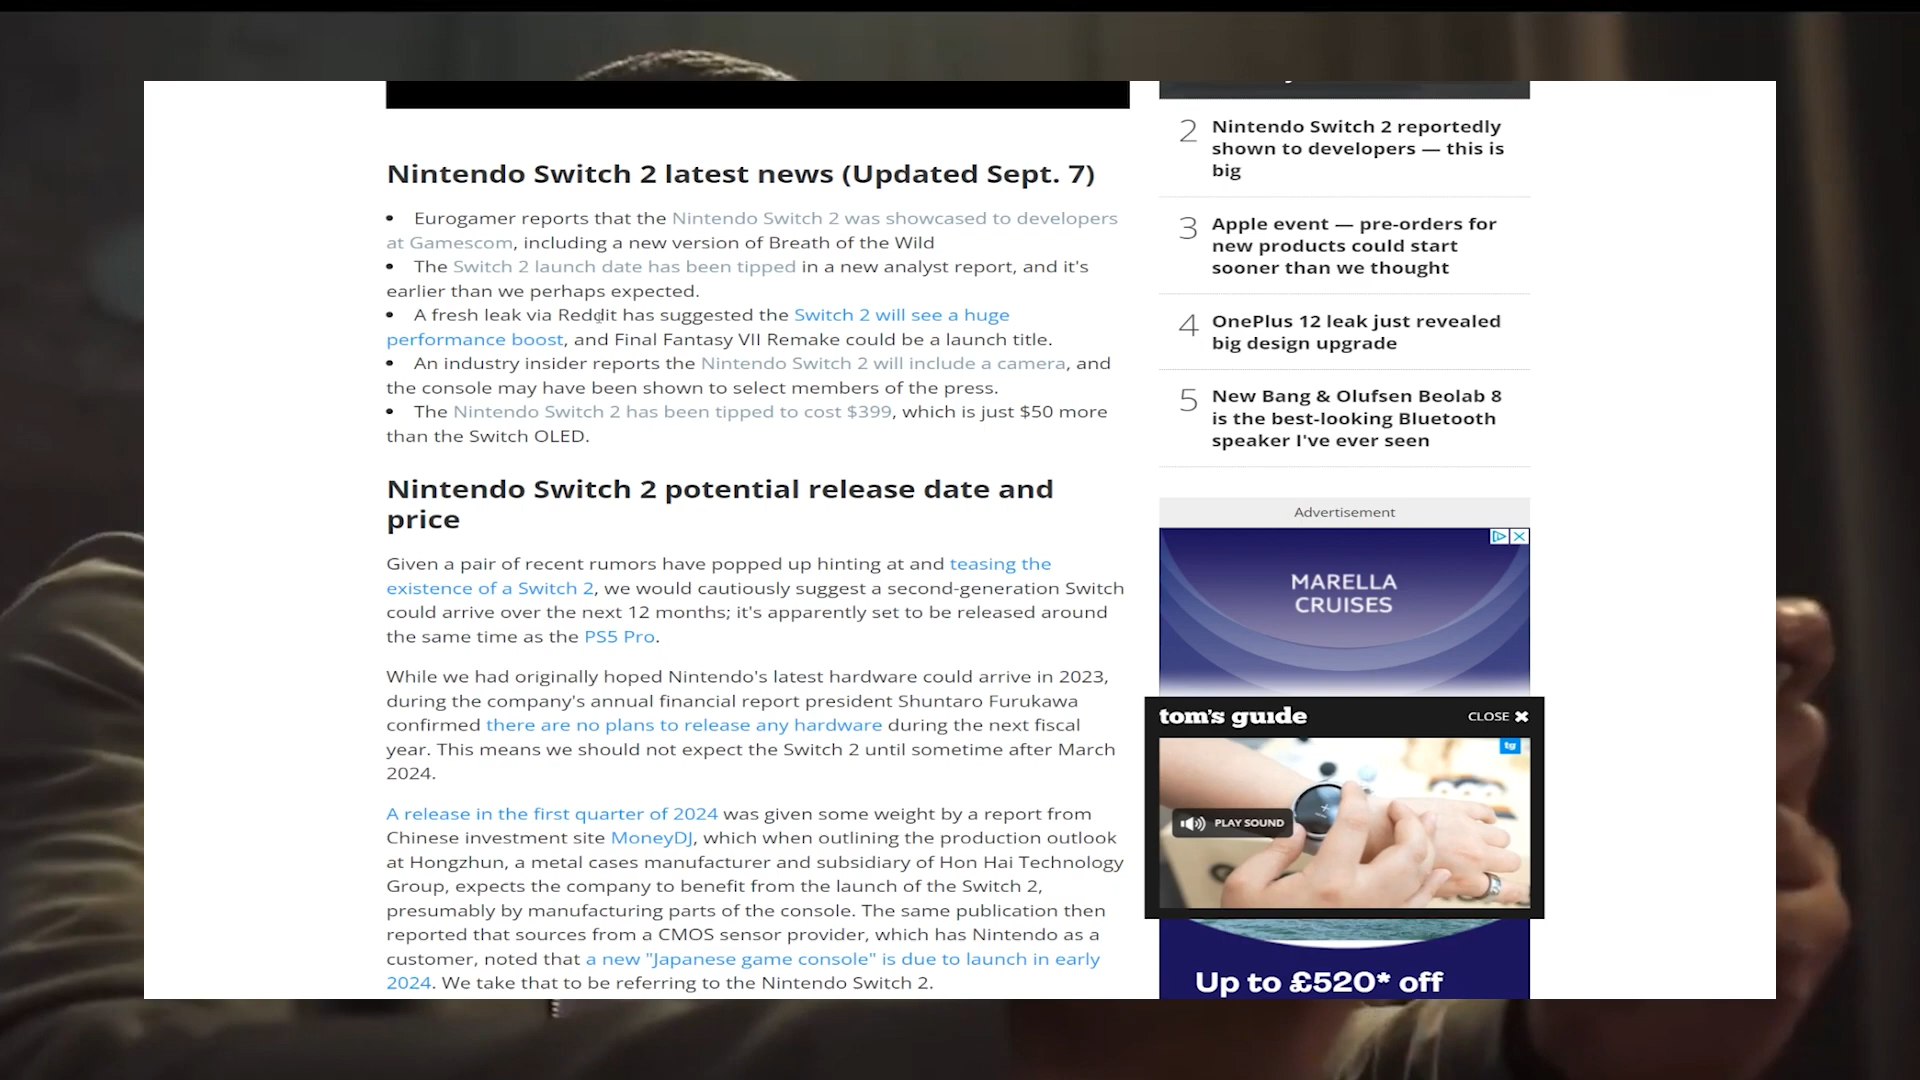 Nintendo Switch 2 latest news (Updated Sept. 7)
• Eurogamer reports that the Nintendo Switch 2 was showcased to developers
at Gamescom, including a new version of Breath of the Wild
• The Switch 2 launch date has been tipped in a new analyst report, and it's
earlier than we perhaps expected.
• A fresh leak via Reddit has suggested the Switch 2 will see a huge
performance boost, and Final Fantasy VII Remake could be a launch title.
• An industry insider reports the Nintendo Switch 2 will include a camera, and
the console may have been shown to select members of the press.
• The Nintendo Switch 2 has been tipped to cost $399, which is just $50 more
than the Switch OLED.
Nintendo Switch 2 potential release date and
price
Given a pair of recent rumors have popped up hinting at and teasing the
existence of a Switch 2, we would cautiously suggest a second-generation Switch
could arrive over the next 12 months; it's apparently set to be released around
the same time as the PS5 Pro.
While we had originally hoped Nintendo's latest hardware could arrive in 2023,
during the company's annual financial report president Shuntaro Furukawa
confirmed there are no plans to release any hardware during the next fiscal
year. This means we should not expect the Switch 2 until sometime after March
2024.
A release in the first quarter of 2024 was given some weight by a report from
Chinese investment site MoneyDJ, which when outlining the production outlook
at Hongzhun, a metal cases manufacturer and subsidiary of Hon Hai Technology
Group, expects the company to benefit from the launch of the Switch 2,
presumably by manufacturing parts of the console. The same publication then
reported that sources from a CMOS sensor provider, which has Nintendo as a
customer, noted that a new "Japanese game console" is due to launch in early
2024. We take that to be referring to the Nintendo Switch 2.
2 Nintendo Switch 2 reportedly
shown to developers — this is
big
3 Apple event — pre-orders for
new products could start
sooner than we thought
4 OnePlus 12 leak just revealed
big design upgrade
5 New Bang & Olufsen Beolab 8
is the best-looking Bluetooth
speaker I've ever seen
Advertisement
MARELLA
CRUISES
tom's guide
CLOSE ✖
tg
PLAY SOUND
Up to £520* off